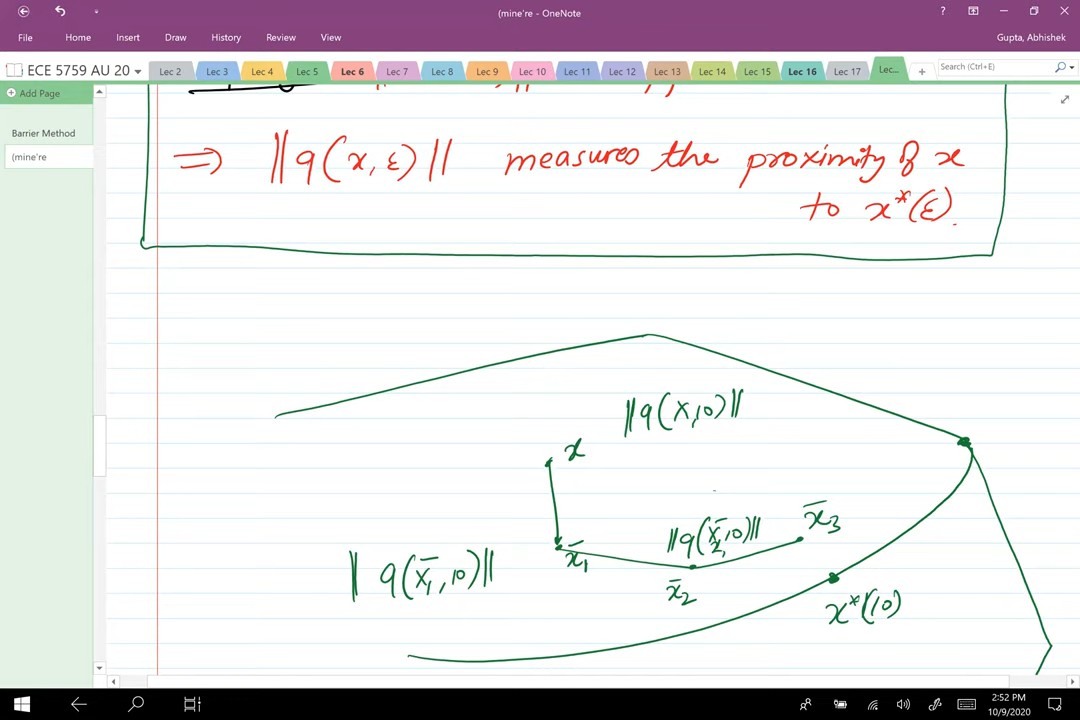 (mine're - OneNote
?
Gupta, Abhishek
File Home Insert Draw History Review View
ECE 5759 AU 20
Lec 2 Lec 3 Lec 4 Lec 5 Lec 6 Lec 7 Lec 8 Lec 9 Lec 10 Lec 11 Lec 12 Lec 13 Lec 14 Lec 15 Lec 16 Lec 17 Lec...
Search (Ctrl+E)
Add Page
Barrier Method
(mine're
⇒ ||q(x, ε)|| measures the proximity of x
to x*(ε).
||q(x, 10)||
x
||q(x̄₂, 10)||
x̄₃
x̄₁
||q(x̄₁, 10)||
x̄₂
x*(10)
2:52 PM
10/9/2020